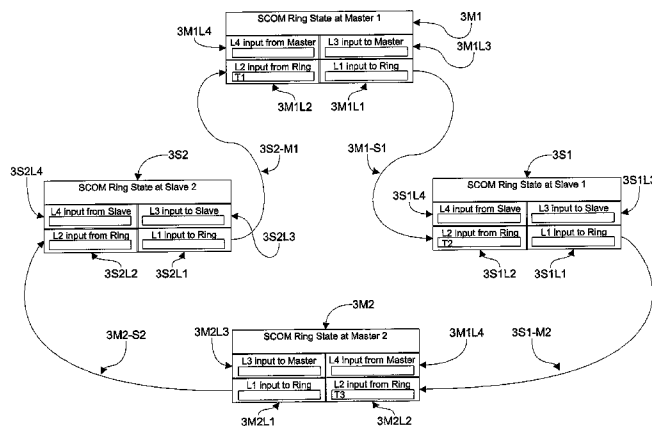 SCOM Ring State at Master 1
3M1
3M1L4
L4 input from Master
L3 input to Master
3M1L3
L2 input from Ring
L1 input to Ring
T1
3M1L2
3M1L1
3S2
3S2-M1
3M1-S1
3S1
3S2L4
SCOM Ring State at Slave 2
SCOM Ring State at Slave 1
3S1L3
3S1L4
L4 input from Slave
L3 input to Slave
L4 input from Slave
L3 input to Slave
L2 input from Ring
L1 input to Ring
L2 input from Ring
L1 input to Ring
T2
3S2L3
3S2L2
3S2L1
3S1L2
3S1L1
3M2
3M2-S2
3M2L3
SCOM Ring State at Master 2
3M1L4
3S1-M2
L3 input to Master
L4 input from Master
L1 input to Ring
L2 input from Ring
T3
3M2L1
3M2L2